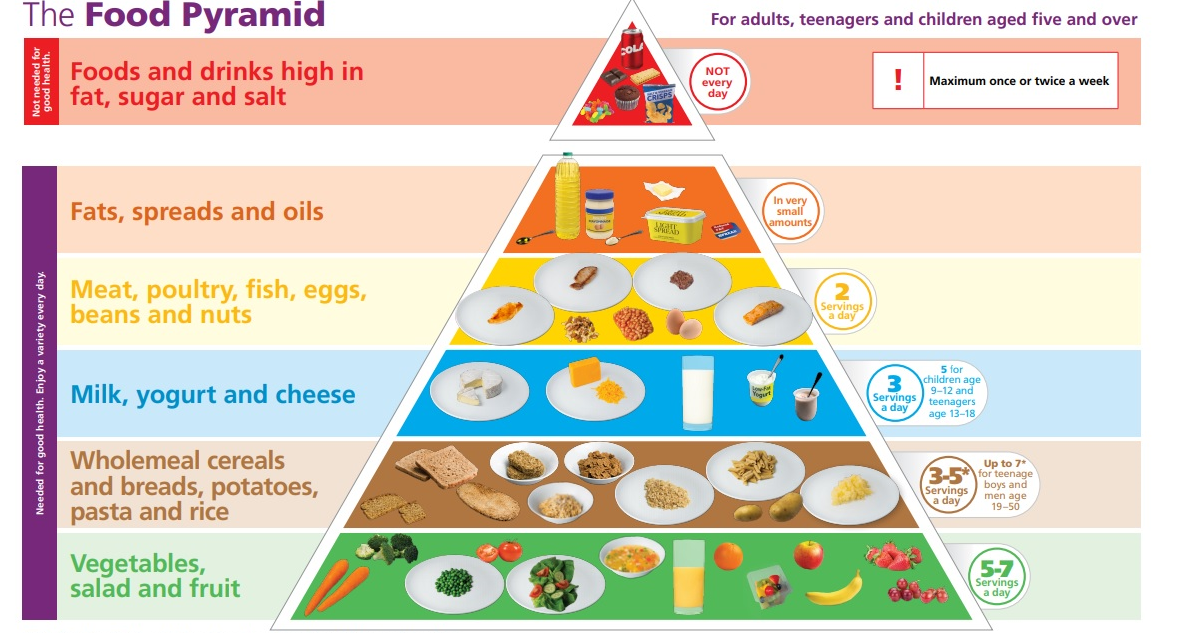 The Food Pyramid
For adults, teenagers and children aged five and over
Not needed for
good health.
Foods and drinks high in
fat, sugar and salt
COLA
CRISPS
NOT
every
day
!
Maximum once or twice a week
Needed for good health. Enjoy a variety every day.
Fats, spreads and oils
LIGHT
SPREAD
In very
small
amounts
Meat, poultry, fish, eggs,
beans and nuts
2
Servings
a day
Milk, yogurt and cheese
Low-Fat
Yogurt
3
Servings
a day
5 for
children age
9–12 and
teenagers
age 13–18
Wholemeal cereals
and breads, potatoes,
pasta and rice
3-5*
Servings
a day
Up to 7*
for teenage
boys and
men age
19–50
Vegetables,
salad and fruit
5-7
Servings
a day